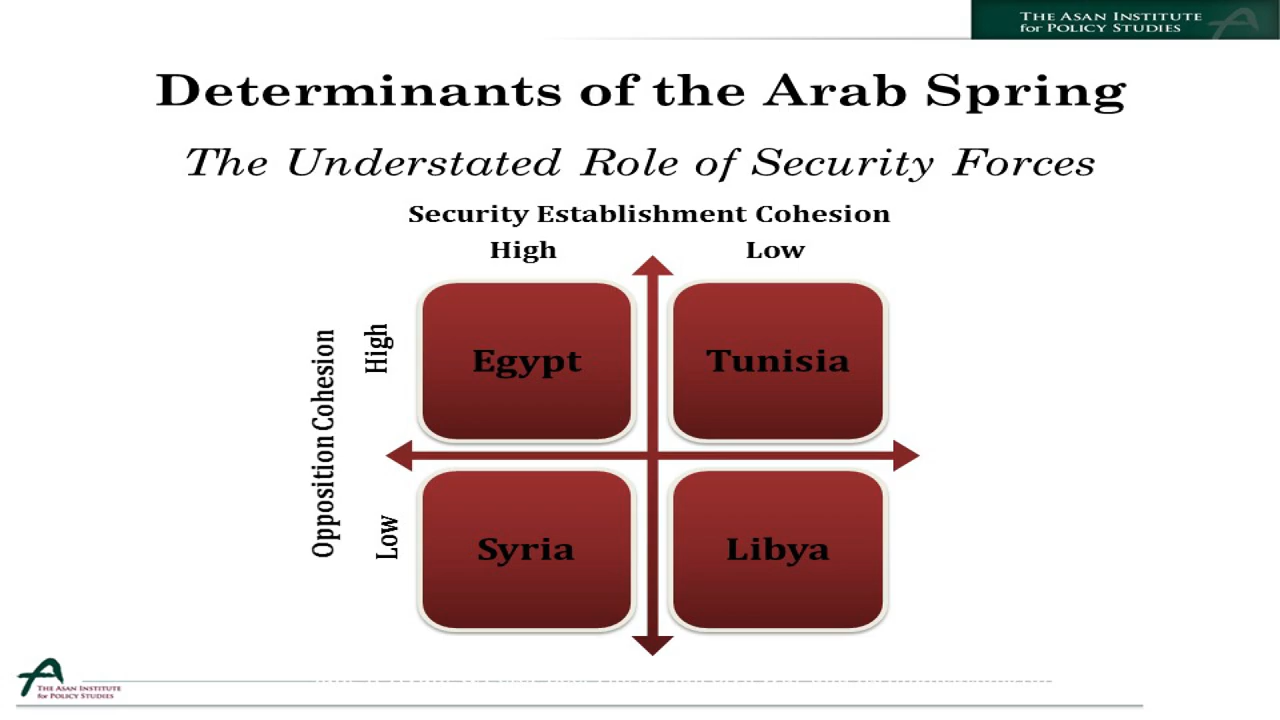 THE ASAN INSTITUTE
for POLICY STUDIES
Determinants of the Arab Spring
The Understated Role of Security Forces
Security Establishment Cohesion
High Low
Opposition Cohesion
High
Egypt Tunisia
Low
Syria Libya
THE ASAN INSTITUTE
for POLICY STUDIES